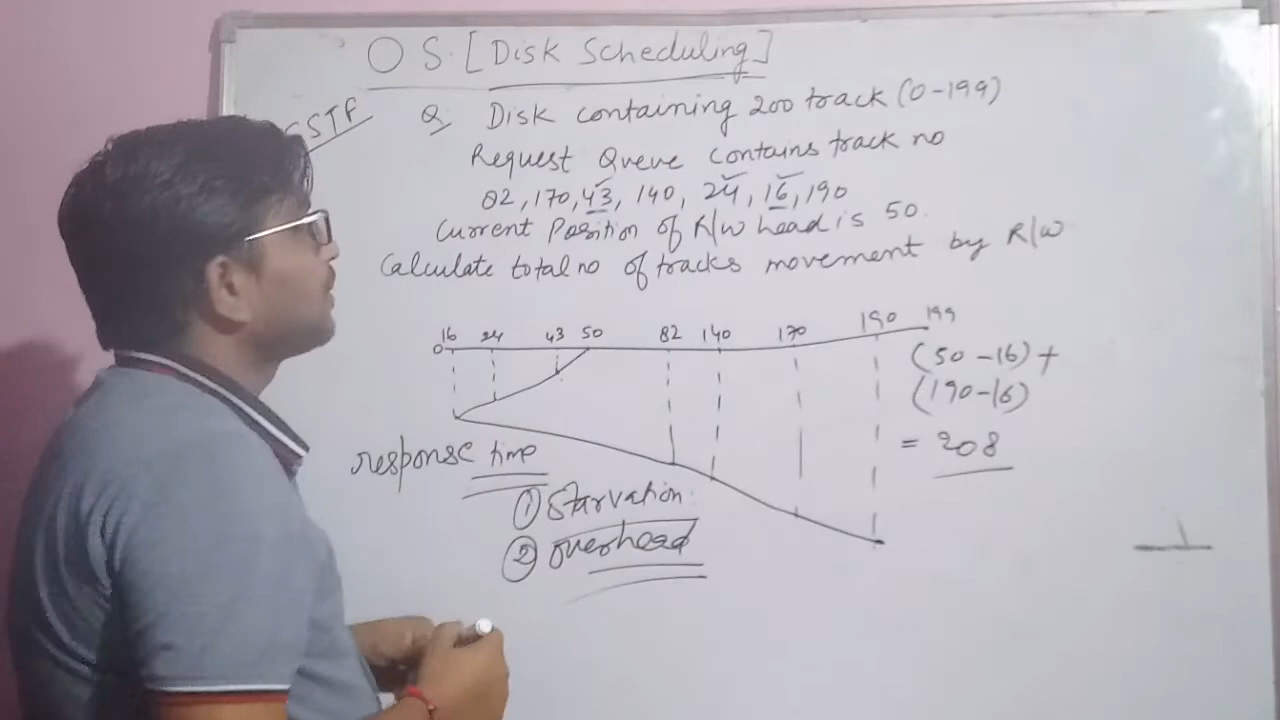 OS [Disk Scheduling]
SSTF
Q Disk containing 200 track (0-199)
Request Queue contains track no
82, 170, 43, 140, 24, 16, 190
Current Position of R/W head is 50.
Calculate total no of tracks movement by R/W
0 16 24 43 50 82 140 170 190 199
(50-16) +
(190-16)
= 208
response time
① Starvation
② overhead